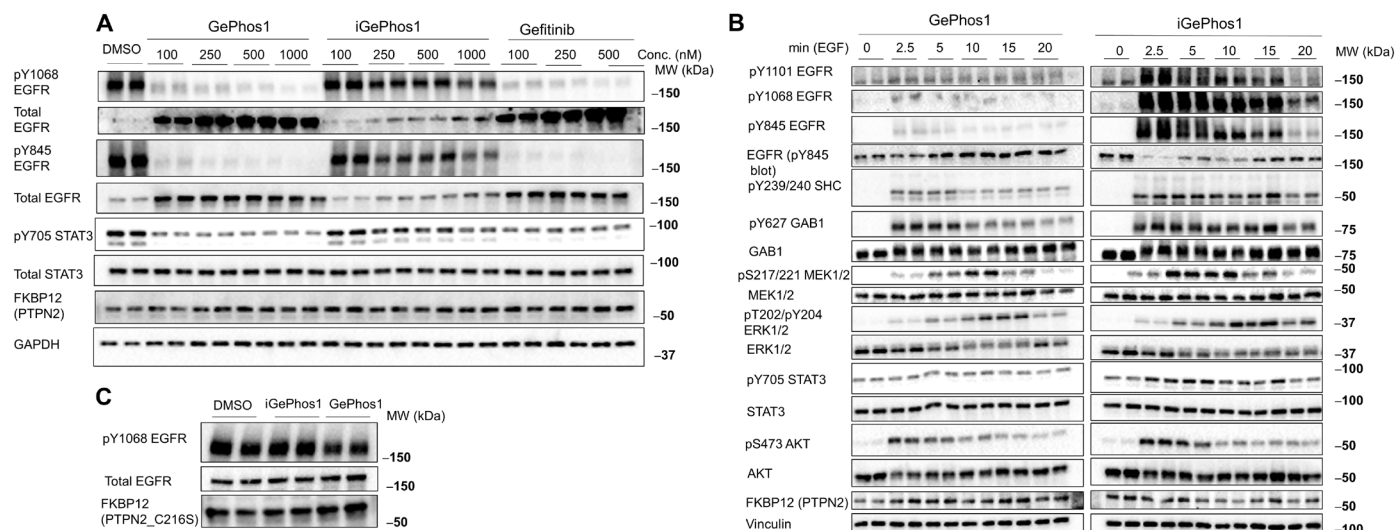 A
GePhos1 iGePhos1 Gefitinib
DMSO 100 250 500 1000 100 250 500 1000 100 250 500 Conc. (nM)
MW (kDa)
pY1068
EGFR
–150
Total
EGFR
pY845
EGFR
–150
Total EGFR
–150
pY705 STAT3
–100
Total STAT3
–100
FKBP12
(PTPN2)
–50
GAPDH
–37
B
GePhos1 iGePhos1
min (EGF) 0 2.5 5 10 15 20 0 2.5 5 10 15 20 MW (kDa)
pY1101 EGFR
–150
pY1068 EGFR
–150
pY845 EGFR
–150
EGFR (pY845
blot)
–150
pY239/240 SHC
–50
pY627 GAB1
–75
GAB1
–75
pS217/221 MEK1/2
–50
MEK1/2
–50
pT202/pY204
ERK1/2
–37
ERK1/2
–37
pY705 STAT3
–100
STAT3
–100
pS473 AKT
–50
AKT
–50
FKBP12 (PTPN2)
–50
Vinculin
–100
C
DMSO iGePhos1 GePhos1
MW (kDa)
pY1068 EGFR
–150
Total EGFR
–150
FKBP12
(PTPN2_C216S)
–50